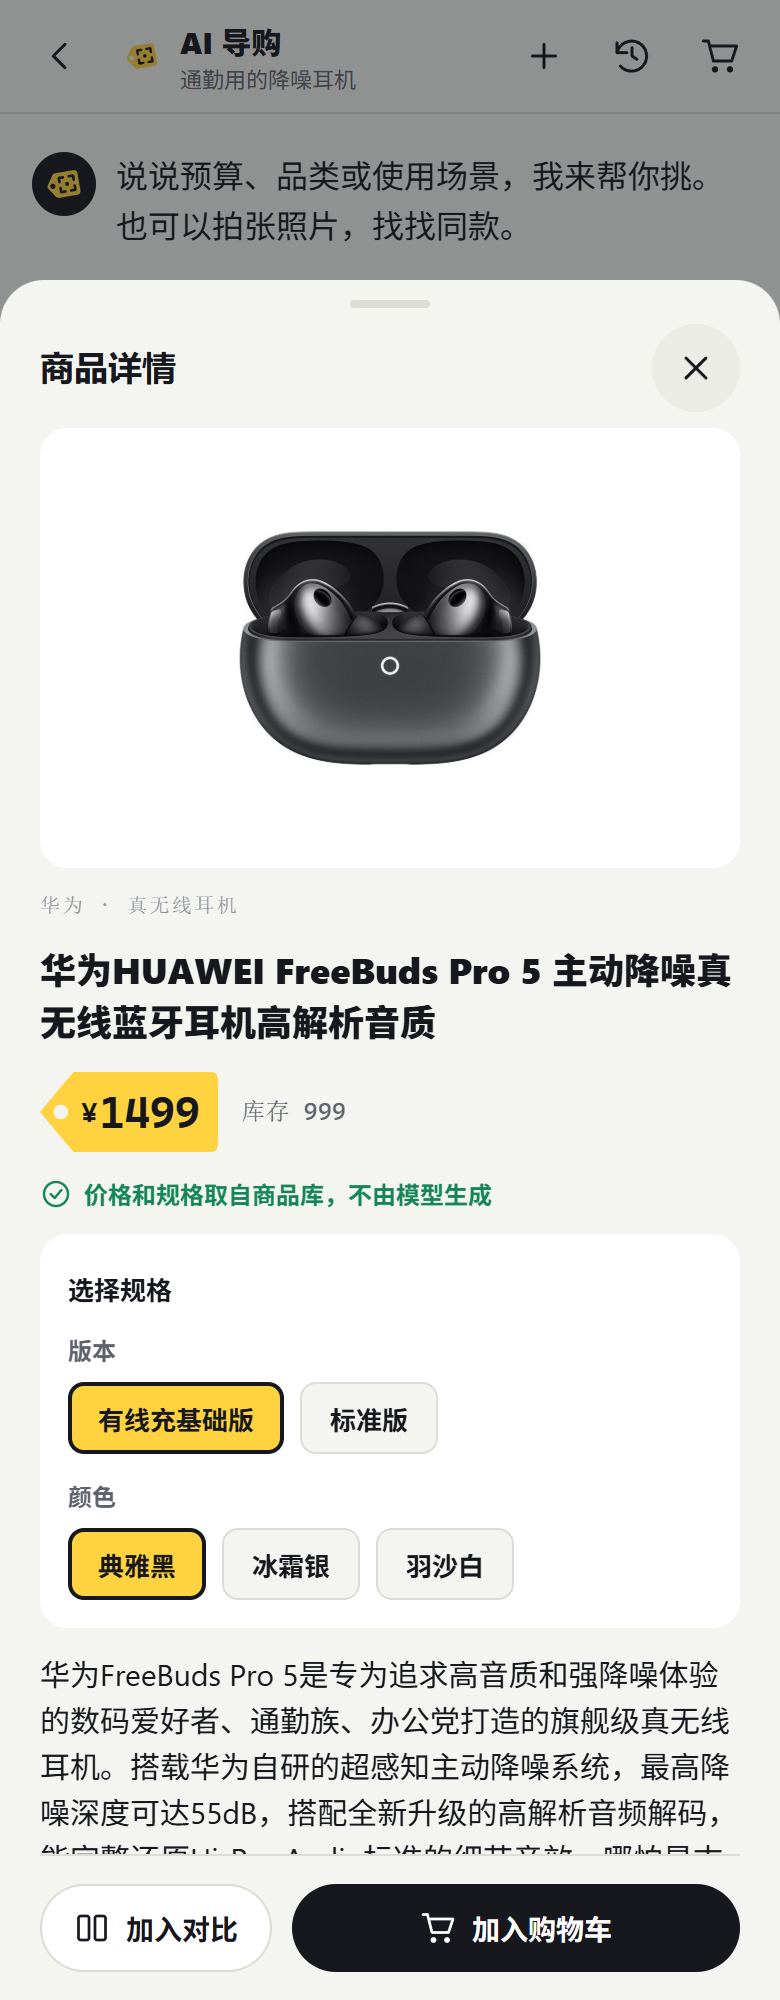 AI 导购
通勤用的降噪耳机
说说预算、品类或使用场景，我来帮你挑。
也可以拍张照片，找找同款。
商品详情
华为 · 真无线耳机
华为HUAWEI FreeBuds Pro 5 主动降噪真
无线蓝牙耳机高解析音质
¥1499
库存 999
价格和规格取自商品库，不由模型生成
选择规格
版本
有线充基础版 标准版
颜色
典雅黑 冰霜银 羽沙白
华为FreeBuds Pro 5是专为追求高音质和强降噪体验
的数码爱好者、通勤族、办公党打造的旗舰级真无线
耳机。搭载华为自研的超感知主动降噪系统，最高降
噪深度可达55dB，搭配全新升级的高解析音频解码，
加入对比 加入购物车